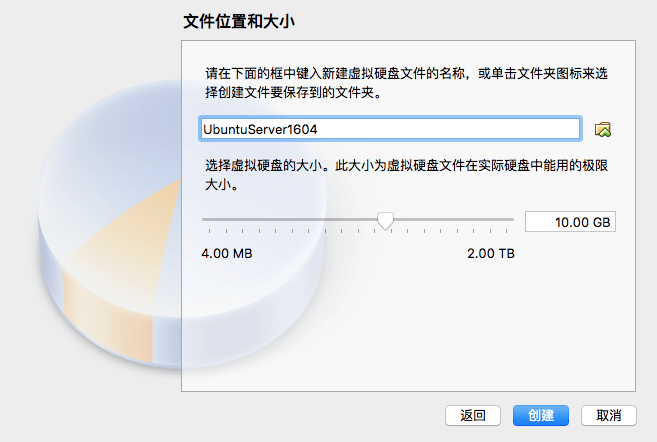 文件位置和大小
请在下面的框中键入新建虚拟硬盘文件的名称，或单击文件夹图标来选
择创建文件要保存到的文件夹。
UbuntuServer1604
选择虚拟硬盘的大小。此大小为虚拟硬盘文件在实际硬盘中能用的极限
大小。
10.00 GB
4.00 MB 2.00 TB
返回 创建 取消